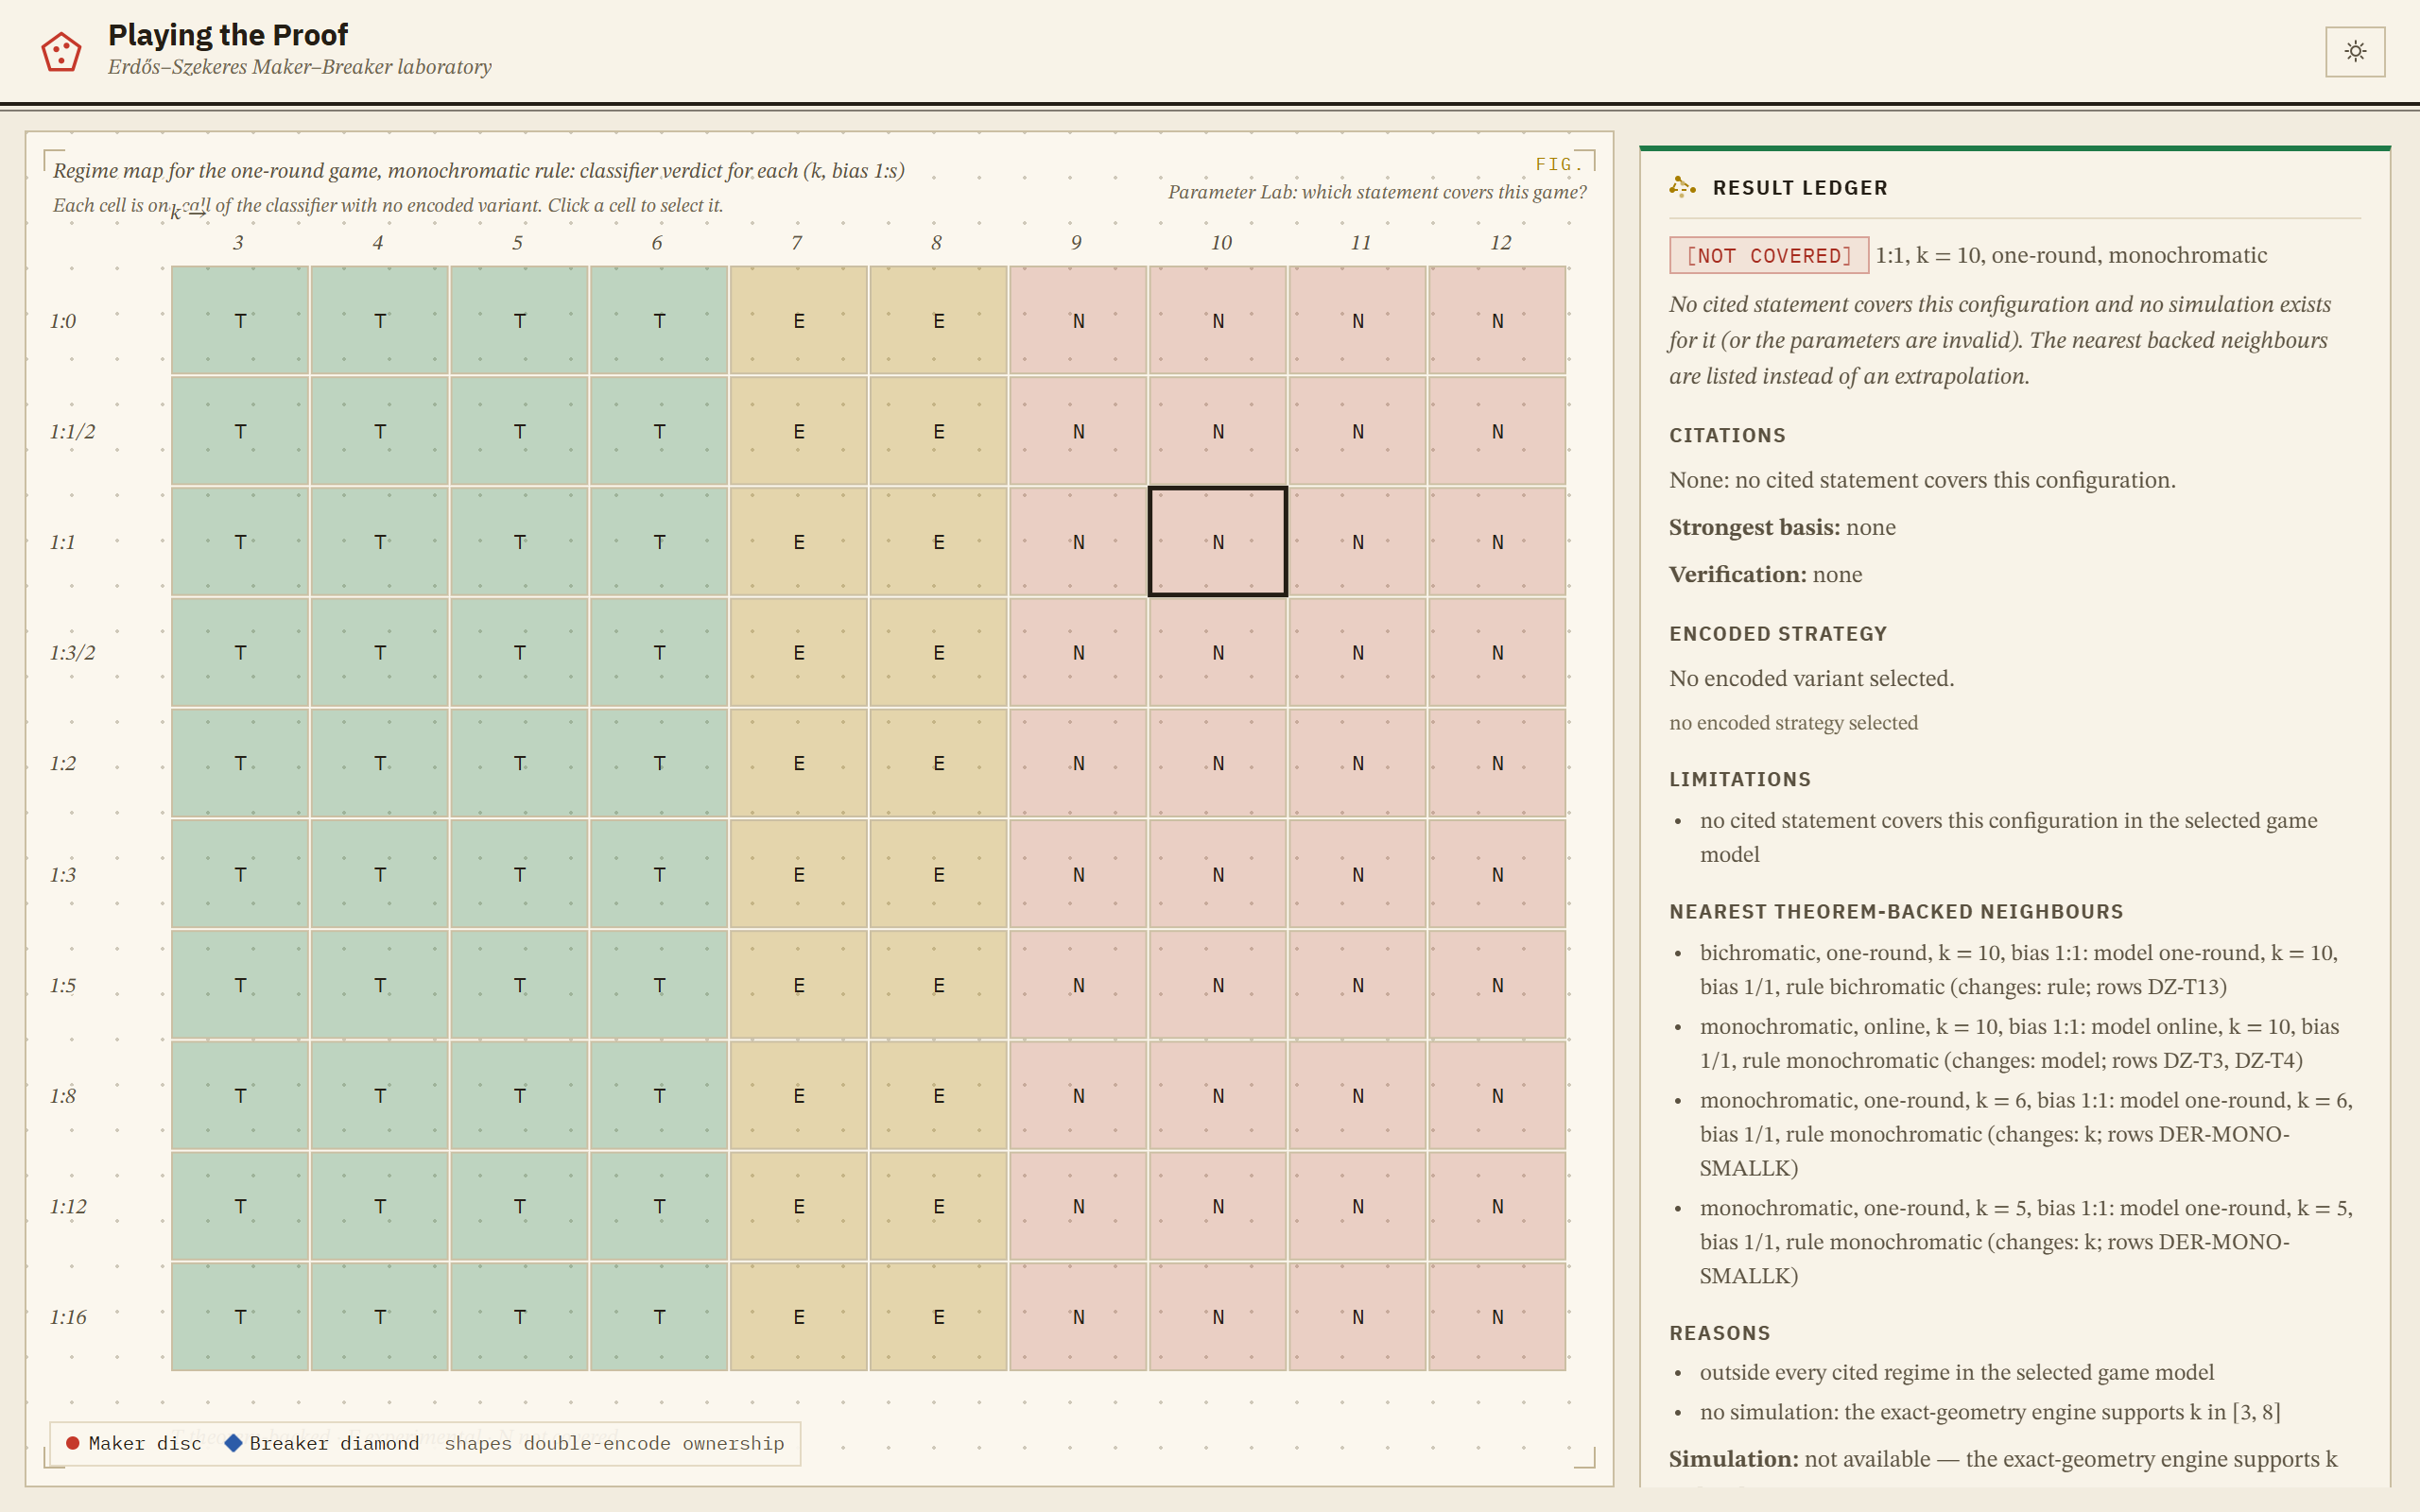 Playing the Proof
Erdős–Szekeres Maker–Breaker laboratory
Regime map for the one-round game, monochromatic rule: classifier verdict for each (k, bias 1:s)
FIG.
Each cell is one call of the classifier with no encoded variant. Click a cell to select it.
Parameter Lab: which statement covers this game?
k →
3 4 5 6 7 8 9 10 11 12
1:0 T T T T E E N N N N
1:1/2 T T T T E E N N N N
1:1 T T T T E E N N N N
1:3/2 T T T T E E N N N N
1:2 T T T T E E N N N N
1:3 T T T T E E N N N N
1:5 T T T T E E N N N N
1:8 T T T T E E N N N N
1:12 T T T T E E N N N N
1:16 T T T T E E N N N N
Maker disc Breaker diamond shapes double-encode ownership
RESULT LEDGER
[NOT COVERED] 1:1, k = 10, one-round, monochromatic
No cited statement covers this configuration and no simulation exists
for it (or the parameters are invalid). The nearest backed neighbours
are listed instead of an extrapolation.
CITATIONS
None: no cited statement covers this configuration.
Strongest basis: none
Verification: none
ENCODED STRATEGY
No encoded variant selected.
no encoded strategy selected
LIMITATIONS
• no cited statement covers this configuration in the selected game
model
NEAREST THEOREM-BACKED NEIGHBOURS
• bichromatic, one-round, k = 10, bias 1:1: model one-round, k = 10,
bias 1/1, rule bichromatic (changes: rule; rows DZ-T13)
• monochromatic, online, k = 10, bias 1:1: model online, k = 10, bias
1/1, rule monochromatic (changes: model; rows DZ-T3, DZ-T4)
• monochromatic, one-round, k = 6, bias 1:1: model one-round, k = 6,
bias 1/1, rule monochromatic (changes: k; rows DER-MONO-
SMALLK)
• monochromatic, one-round, k = 5, bias 1:1: model one-round, k = 5,
bias 1/1, rule monochromatic (changes: k; rows DER-MONO-
SMALLK)
REASONS
• outside every cited regime in the selected game model
• no simulation: the exact-geometry engine supports k in [3, 8]
Simulation: not available — the exact-geometry engine supports k